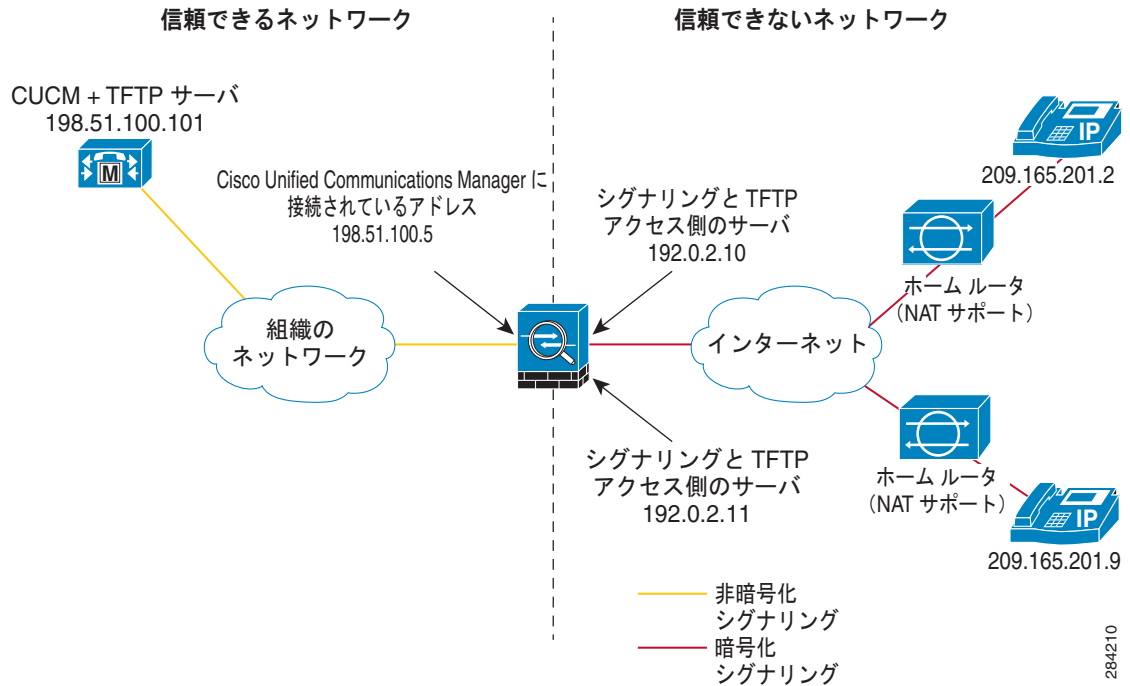 信頼できるネットワーク
信頼できないネットワーク
CUCM + TFTP サーバ
198.51.100.101
M
Cisco Unified Communications Manager に
接続されているアドレス
198.51.100.5
シグナリングと TFTP
アクセス側のサーバ
192.0.2.10
IP
209.165.201.2
ホーム ルータ
（NAT サポート）
組織の
ネットワーク
インターネット
シグナリングと TFTP
アクセス側のサーバ
192.0.2.11
ホーム ルータ
（NAT サポート）
IP
209.165.201.9
非暗号化
シグナリング
暗号化
シグナリング
284210